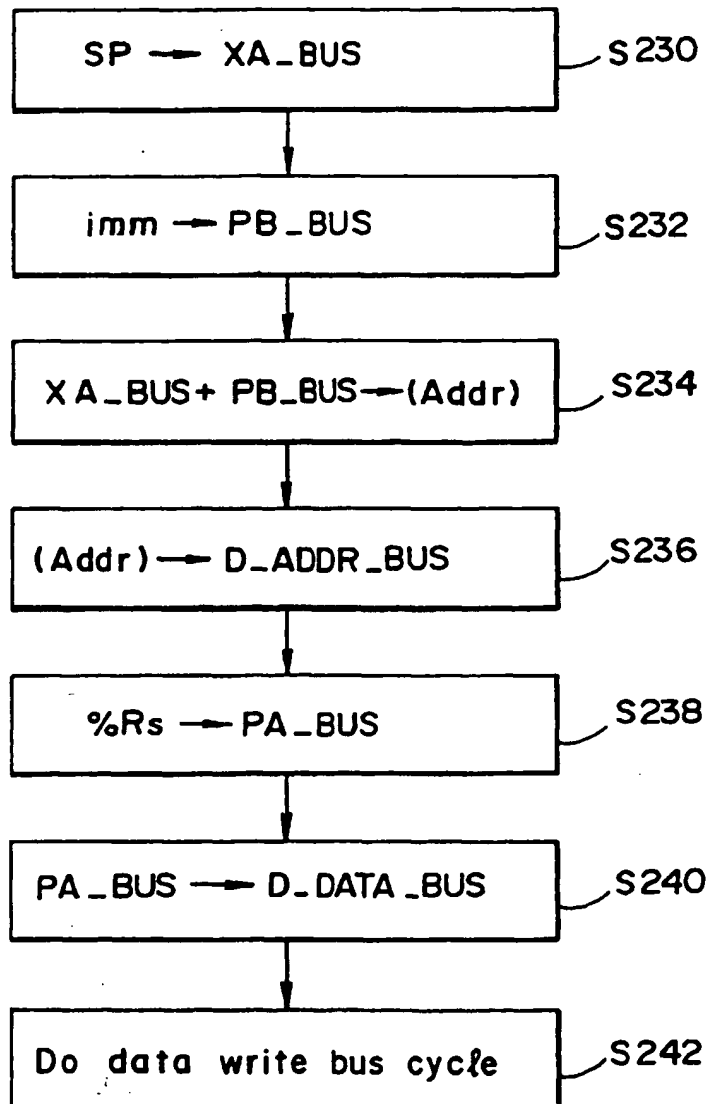 SP → XA_BUS
S230
imm → PB_BUS
S232
XA_BUS+ PB_BUS→(Addr)
S234
(Addr)→ D_ADDR_BUS
S236
%Rs → PA_BUS
S238
PA_BUS → D_DATA_BUS
S240
Do data write bus cycle
S242